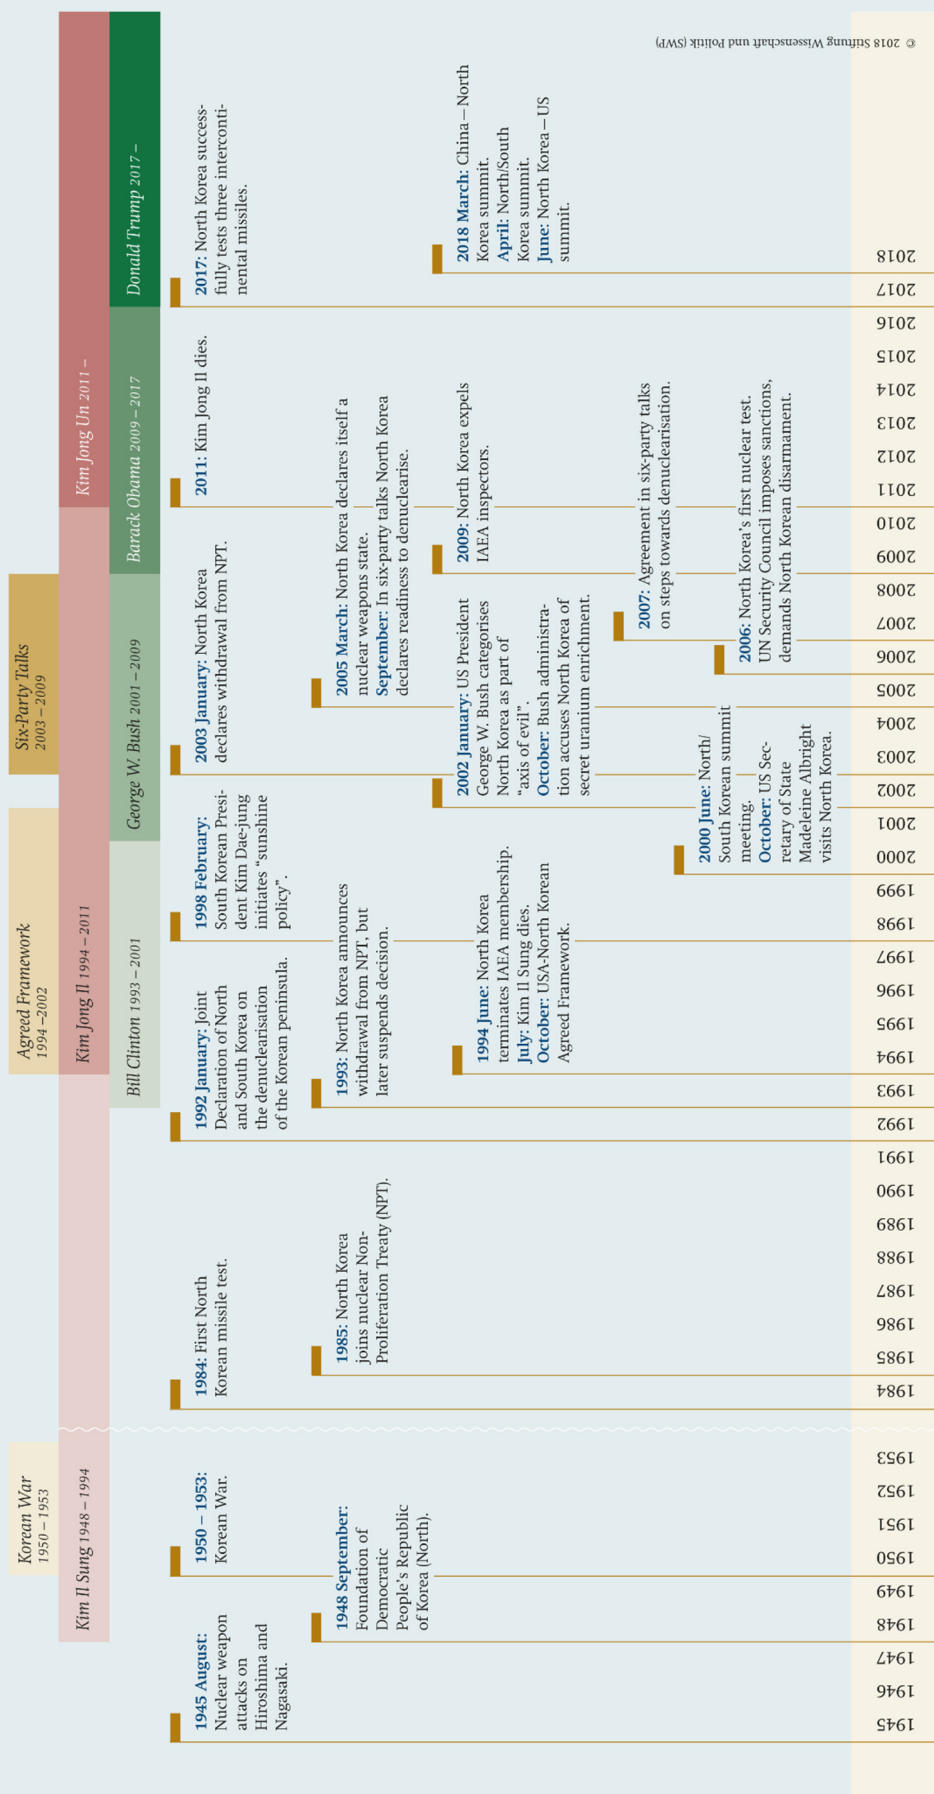 Korean War
1950 – 1953
Agreed Framework
1994 –2002
Six-Party Talks
2003 – 2009
Kim Il Sung 1948 – 1994
Kim Jong Il 1994 – 2011
Kim Jong Un 2011 –
Bill Clinton 1993 – 2001
George W. Bush 2001 – 2009
Barack Obama 2009 – 2017
Donald Trump 2017 –
1945 August:
Nuclear weapon
attacks on
Hiroshima and
Nagasaki.
1950 – 1953:
Korean War.
1948 September:
Foundation of
Democratic
People’s Republic
of Korea (North).
1984: First North
Korean missile test.
1985: North Korea
joins nuclear Non-
Proliferation Treaty (NPT).
1992 January: Joint
Declaration of North
and South Korea on
the denuclearisation
of the Korean peninsula.
1993: North Korea announces
withdrawal from NPT, but
later suspends decision.
1994 June: North Korea
terminates IAEA membership.
July: Kim Il Sung dies.
October: USA-North Korean
Agreed Framework.
1998 February:
South Korean Presi-
dent Kim Dae-jung
initiates “sunshine
policy”.
2000 June: North/
South Korean summit
meeting.
October: US Sec-
retary of State
Madeleine Albright
visits North Korea.
2003 January: North Korea
declares withdrawal from NPT.
2002 January: US President
George W. Bush categorises
North Korea as part of
“axis of evil”.
October: Bush administra-
tion accuses North Korea of
secret uranium enrichment.
2005 March: North Korea declares itself a
nuclear weapons state.
September: In six-party talks North Korea
declares readiness to denuclearise.
2006: North Korea’s first nuclear test.
UN Security Council imposes sanctions,
demands North Korean disarmament.
2007: Agreement in six-party talks
on steps towards denuclearisation.
2009: North Korea expels
IAEA inspectors.
2011: Kim Jong Il dies.
2017: North Korea success-
fully tests three interconti-
nental missiles.
2018 March: China – North
Korea summit.
April: North/South
Korea summit.
June: North Korea – US
summit.
1945
1946
1947
1948
1949
1950
1951
1952
1953
1984
1985
1986
1987
1988
1989
1990
1991
1992
1993
1994
1995
1996
1997
1998
1999
2000
2001
2002
2003
2004
2005
2006
2007
2008
2009
2010
2011
2012
2013
2014
2015
2016
2017
2018
© 2018 Stiftung Wissenschaft und Politik (SWP)